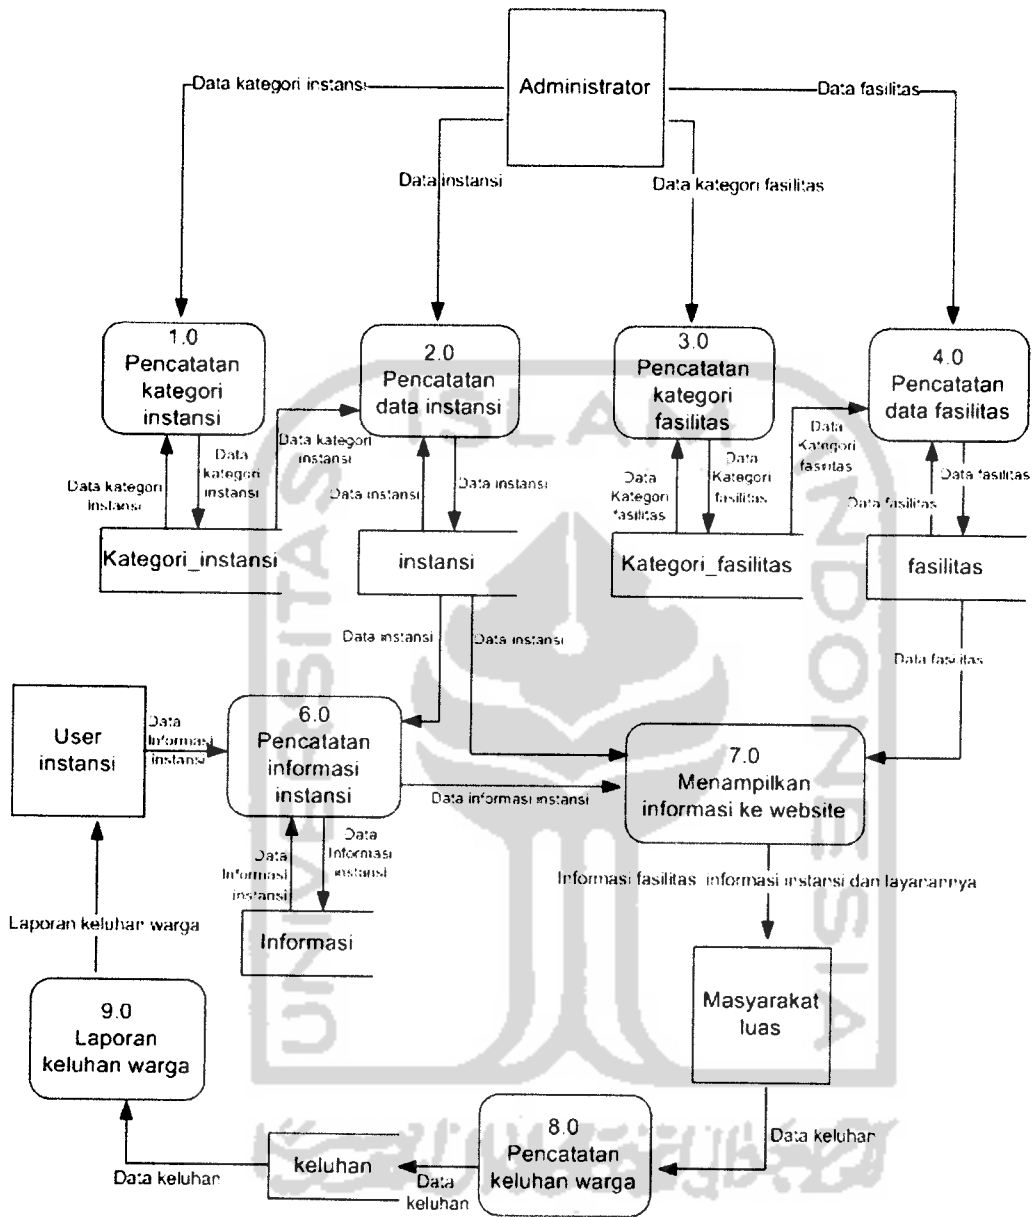 Administrator
Data kategori instansi
Data fasilitas
Data instansi
Data kategori fasilitas
1.0
Pencatatan
kategori
instansi
2.0
Pencatatan
data instansi
3.0
Pencatatan
kategori
fasilitas
4.0
Pencatatan
data fasilitas
Data kategori
instansi
Data
kategori
instansi
Data kategori
instansi
Data instansi
Data instansi
Data
Kategori
fasilitas
Data
Kategori
fasilitas
Data
Kategori
fasilitas
Data fasilitas
Data fasilitas
Kategori_instansi
instansi
Kategori_fasilitas
fasilitas
Data instansi
Data instansi
Data fasilitas
User
instansi
Data
Informasi
instansi
6.0
Pencatatan
informasi
instansi
Data informasi instansi
7.0
Menampilkan
informasi ke website
Data
Informasi
instansi
Data
Informasi
instansi
Informasi fasilitas informasi instansi dan layanannya
Laporan keluhan warga
Informasi
Masyarakat
luas
9.0
Laporan
keluhan warga
8.0
Pencatatan
keluhan warga
Data keluhan
keluhan
Data
keluhan
Data keluhan
UNIVERSITAS
ISLAM
INDONESIA